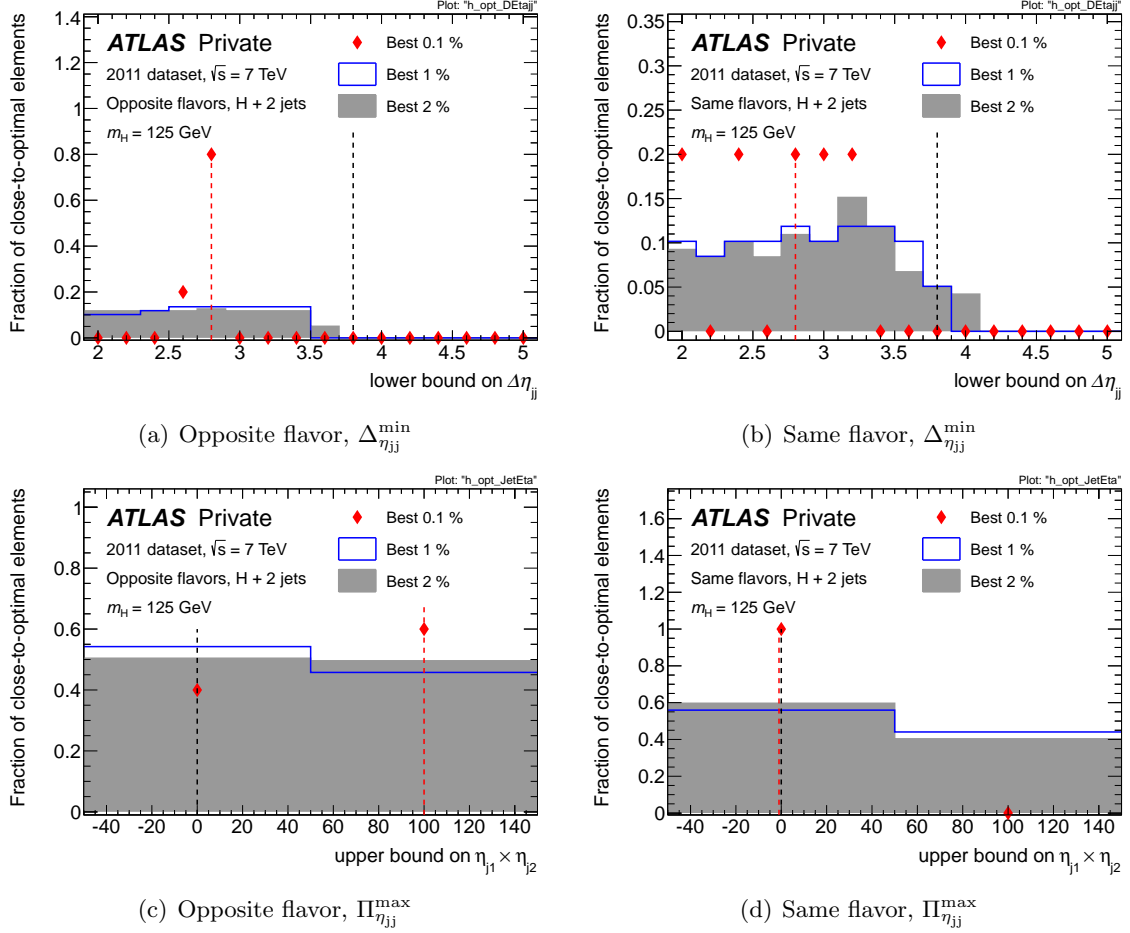 Plot: "h_opt_DEtajj"
Fraction of close-to-optimal elements
1.4
1.2
1
0.8
0.6
0.4
0.2
0
ATLAS Private
2011 dataset, √s = 7 TeV
Opposite flavors, H + 2 jets
m_H = 125 GeV
Best 0.1 %
Best 1 %
Best 2 %
2 2.5 3 3.5 4 4.5 5
lower bound on Δη_jj
(a) Opposite flavor, Δ^min_ηjj
Plot: "h_opt_DEtajj"
Fraction of close-to-optimal elements
0.35
0.3
0.25
0.2
0.15
0.1
0.05
0
ATLAS Private
2011 dataset, √s = 7 TeV
Same flavors, H + 2 jets
m_H = 125 GeV
Best 0.1 %
Best 1 %
Best 2 %
2 2.5 3 3.5 4 4.5 5
lower bound on Δη_jj
(b) Same flavor, Δ^min_ηjj
Plot: "h_opt_JetEta"
Fraction of close-to-optimal elements
1
0.8
0.6
0.4
0.2
0
ATLAS Private
2011 dataset, √s = 7 TeV
Opposite flavors, H + 2 jets
m_H = 125 GeV
Best 0.1 %
Best 1 %
Best 2 %
-40 -20 0 20 40 60 80 100 120 140
upper bound on η_j1 × η_j2
(c) Opposite flavor, Π^max_ηjj
Plot: "h_opt_JetEta"
Fraction of close-to-optimal elements
1.6
1.4
1.2
1
0.8
0.6
0.4
0.2
0
ATLAS Private
2011 dataset, √s = 7 TeV
Same flavors, H + 2 jets
m_H = 125 GeV
Best 0.1 %
Best 1 %
Best 2 %
-40 -20 0 20 40 60 80 100 120 140
upper bound on η_j1 × η_j2
(d) Same flavor, Π^max_ηjj